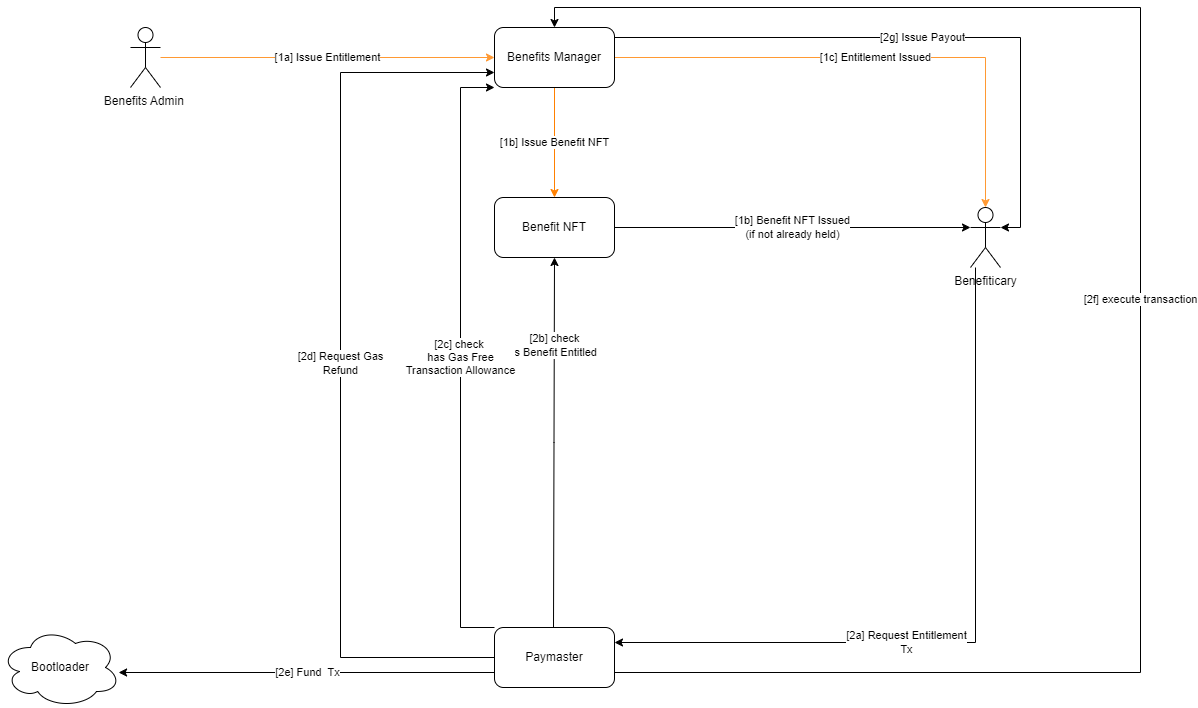 [2g] Issue Payout
[1a] Issue Entitlement
Benefits Manager
[1c] Entitlement Issued
Benefits Admin
[1b] Issue Benefit NFT
Benefit NFT
[1b] Benefit NFT Issued
(if not already held)
Benefiticary
[2f] execute transaction
[2d] Request Gas
Refund
[2c] check
has Gas Free
Transaction Allowance
[2b] check
s Benefit Entitled
[2a] Request Entitlement
Tx
Paymaster
Bootloader
[2e] Fund  Tx